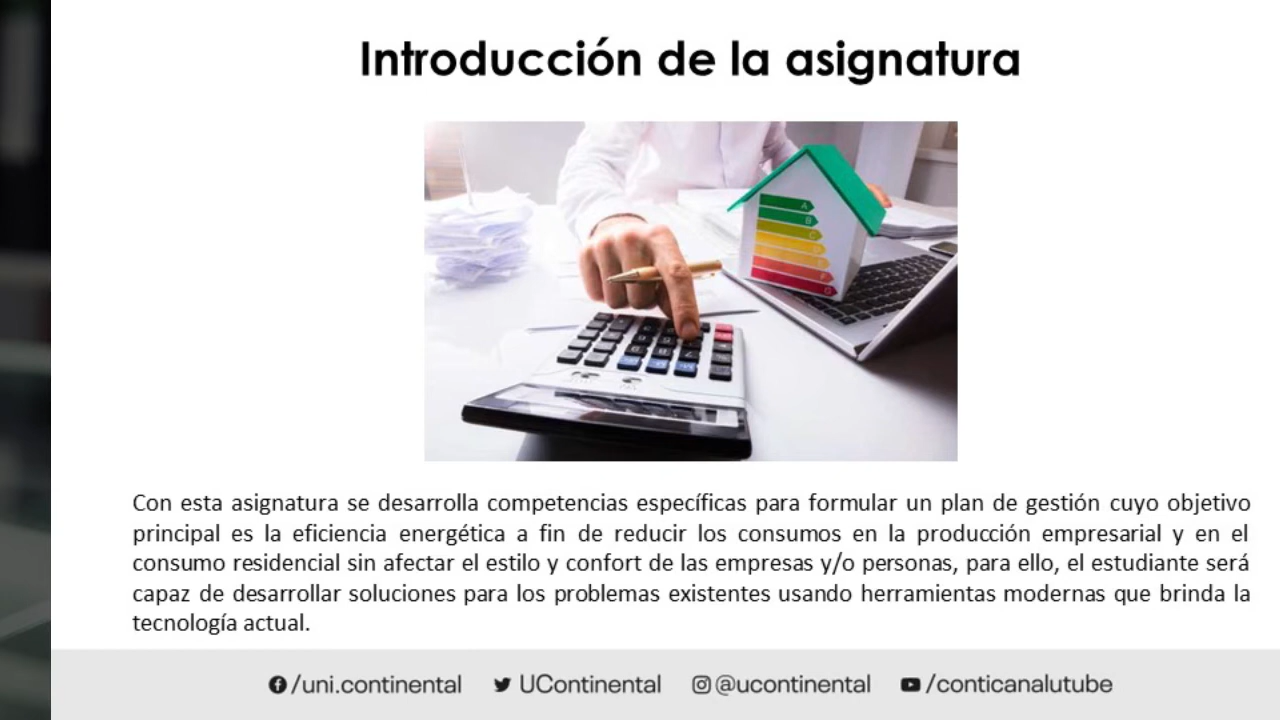 Introducción de la asignatura
A
B
Con esta asignatura se desarrolla competencias específicas para formular un plan de gestión cuyo objetivo
principal es la eficiencia energética a fin de reducir los consumos en la producción empresarial y en el
consumo residencial sin afectar el estilo y confort de las empresas y/o personas, para ello, el estudiante será
capaz de desarrollar soluciones para los problemas existentes usando herramientas modernas que brinda la
tecnología actual.
/uni.continental UContinental @ucontinental /conticanalutube